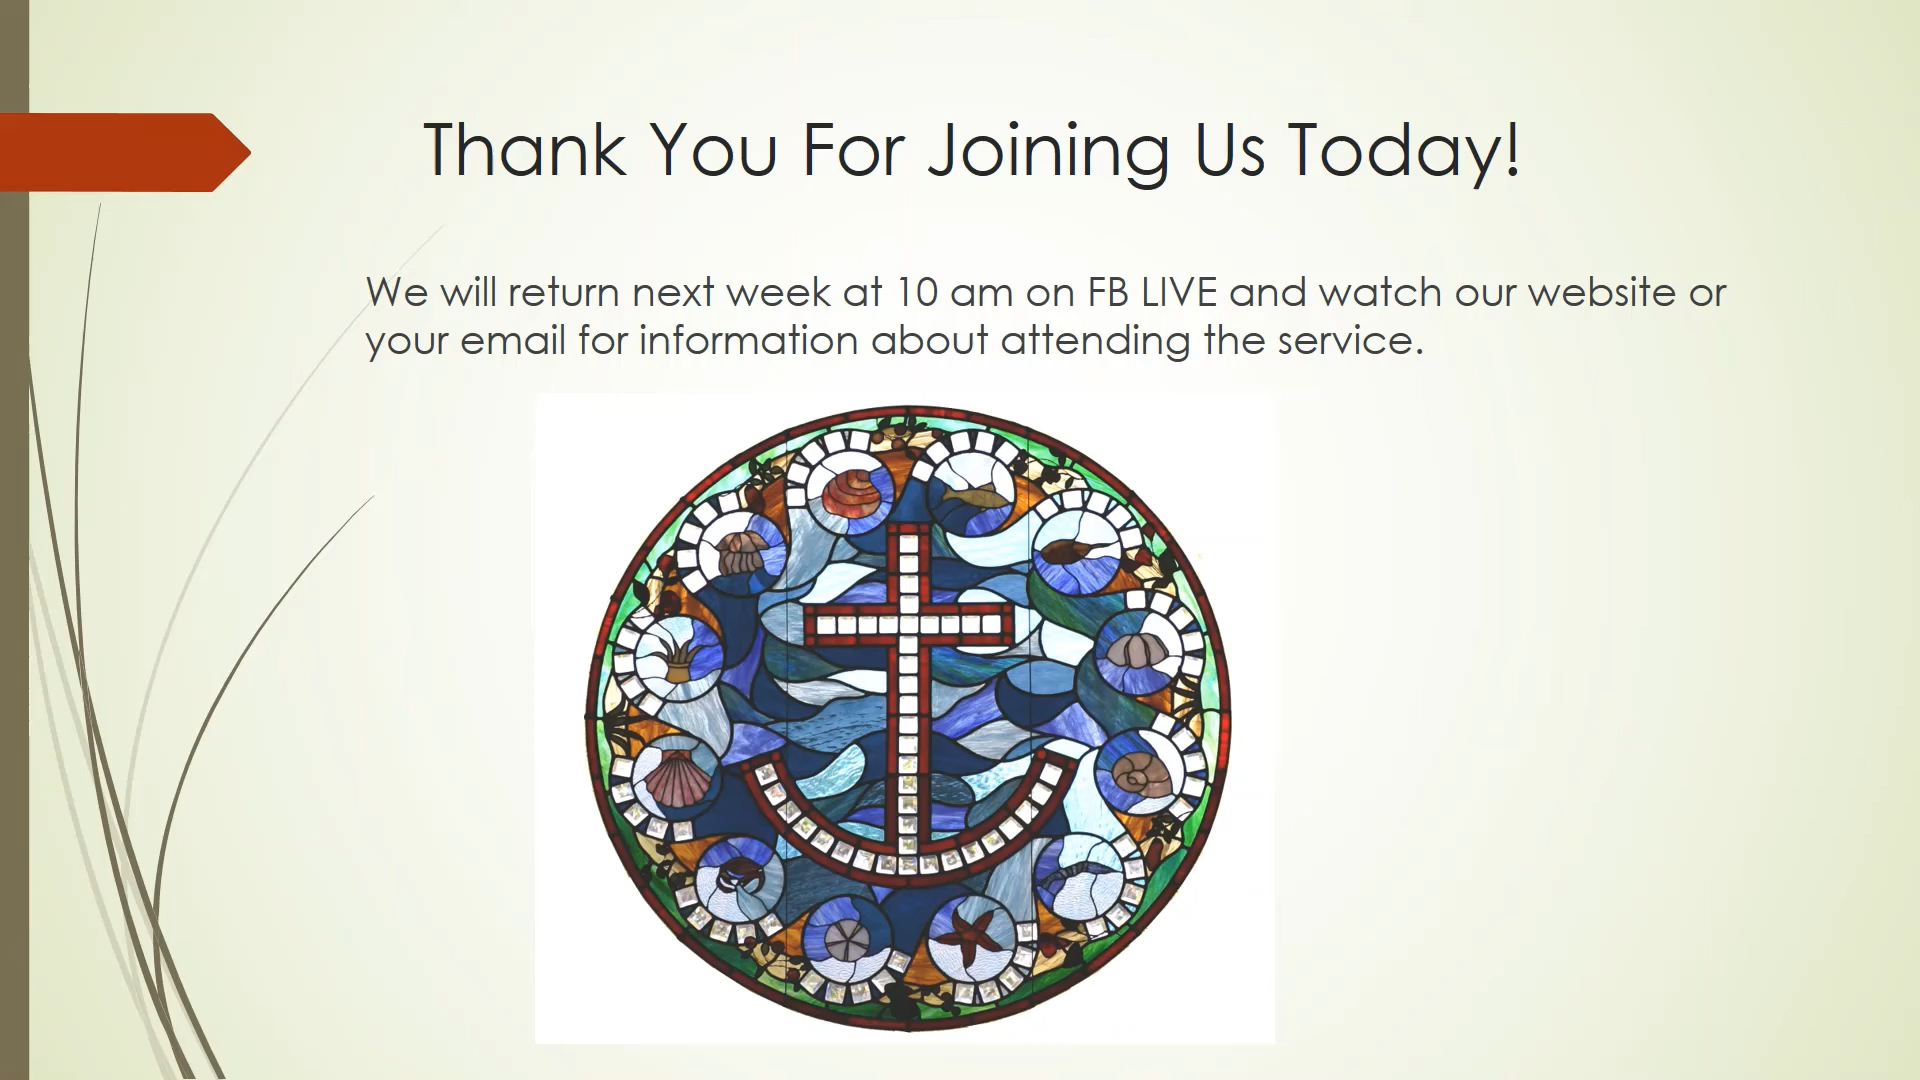 Thank You For Joining Us Today!
We will return next week at 10 am on FB LIVE and watch our website or
your email for information about attending the service.